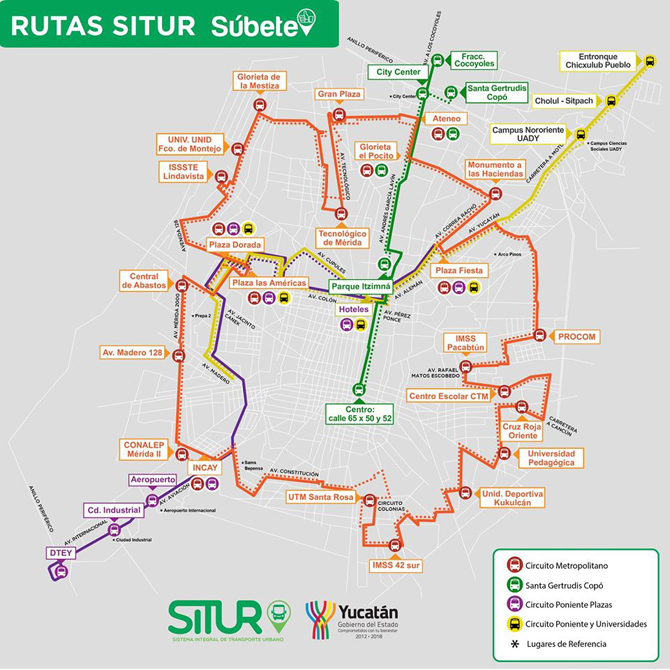 RUTAS SITUR Súbete
ANILLO PERIFÉRICO
AV. A LOS COCOYOLES
Fracc.
Cocoyoles
Entronque
Chicxulub Pueblo
City Center
City Center
Santa Gertrudis
Copó
Cholul - Sitpach
Glorieta de
la Mestiza
Gran Plaza
Ateneo
Campus Nororiente
UADY
Campus Ciencias
Sociales UADY
UNIV. UNID
Fco. de Montejo
Glorieta
el Pocito
ISSSTE
Lindavista
AV. TECNOLÓGICO
AV. ANDRÉS GARCÍA LAVÍN
Monumento a
las Haciendas
CARRETERA A MOTUL
AV. CORREA RACHO
AV. YUCATÁN
AVENIDA 128
Tecnológico
de Mérida
Plaza Dorada
AV. CUPULES
Arca Pinos
Central
de Abastos
Plaza las Américas
Parque Itzimná
Plaza Fiesta
AV. ALEMÁN
AV. COLÓN
Hoteles
AV. PÉREZ
PONCE
AV. MÉRIDA 2000
Prepa 2
AV. JACINTO
CANEK
IMSS
Pacabtún
PROCOM
Av. Madero 128
AV. MADERO
AV. RAFAEL
MATOS ESCOBEDO
Centro Escolar CTM
Centro:
calle 65 x 50 y 52
Cruz Roja
Oriente
CARRETERA
A CANCÚN
CONALEP
Mérida II
INCAY
Sams
Bepensa
Universidad
Pedagógica
AV. CONSTITUCIÓN
Aeropuerto
AV. AVIACIÓN
Aeropuerto Internacional
UTM Santa Rosa
CIRCUITO
COLONIAS
Unid. Deportiva
Kukulcán
ANILLO PERIFÉRICO
Cd. Industrial
AV. INTERNACIONAL
Ciudad Industrial
DTEY
IMSS 42 sur
Circuito Metropolitano
Santa Gertrudis Copó
Circuito Poniente Plazas
Circuito Poniente y Universidades
Lugares de Referencia
SITUR
SISTEMA INTEGRAL DE TRANSPORTE URBANO
Yucatán
Gobierno del Estado
Comprometidos con tu bienestar
2012 - 2018